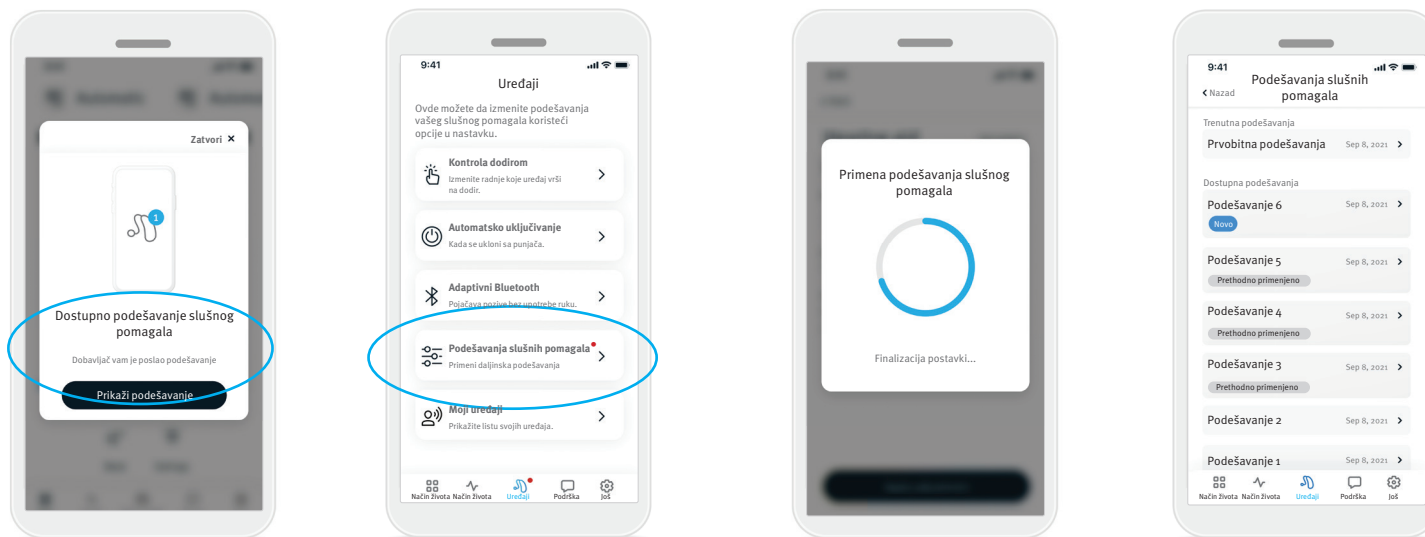 Zatvori ×
1
Dostupno podešavanje slušnog
pomagala
Dobavljač vam je poslao podešavanje
Prikaži podešavanje
9:41
Uređaji
Ovde možete da izmenite podešavanja
vašeg slušnog pomagala koristeći
opcije u nastavku.
Kontrola dodirom
Izmenite radnje koje uređaj vrši
na dodir.
Automatsko uključivanje
Kada se ukloni sa punjača.
Adaptivni Bluetooth
Pojačava pozive bez upotrebe ruku.
Podešavanja slušnih pomagala
Primeni daljinska podešavanja
Moji uređaji
Prikažite listu svojih uređaja.
Način života Način života Uređaji Podrška Još
Primena podešavanja slušnog
pomagala
Finalizacija postavki...
9:41
Podešavanja slušnih
pomagala
Nazad
Trenutna podešavanja
Prvobitna podešavanja Sep 8, 2021
Dostupna podešavanja
Podešavanje 6 Sep 8, 2021
Novo
Podešavanje 5 Sep 8, 2021
Prethodno primenjeno
Podešavanje 4 Sep 8, 2021
Prethodno primenjeno
Podešavanje 3 Sep 8, 2021
Prethodno primenjeno
Podešavanje 2 Sep 8, 2021
Podešavanje 1 Sep 8, 2021
Način života Način života Uređaji Podrška Još